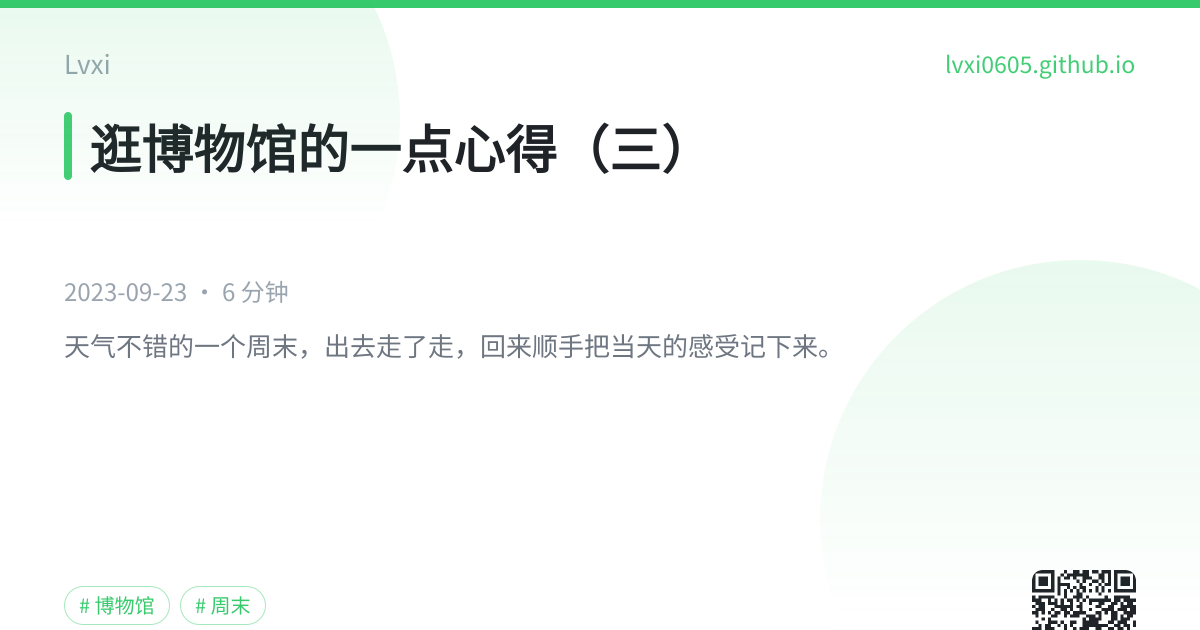 Lvxi
lvxi0605.github.io
逛博物馆的一点心得（三）
2023-09-23 · 6 分钟
天气不错的一个周末，出去走了走，回来顺手把当天的感受记下来。
# 博物馆
# 周末